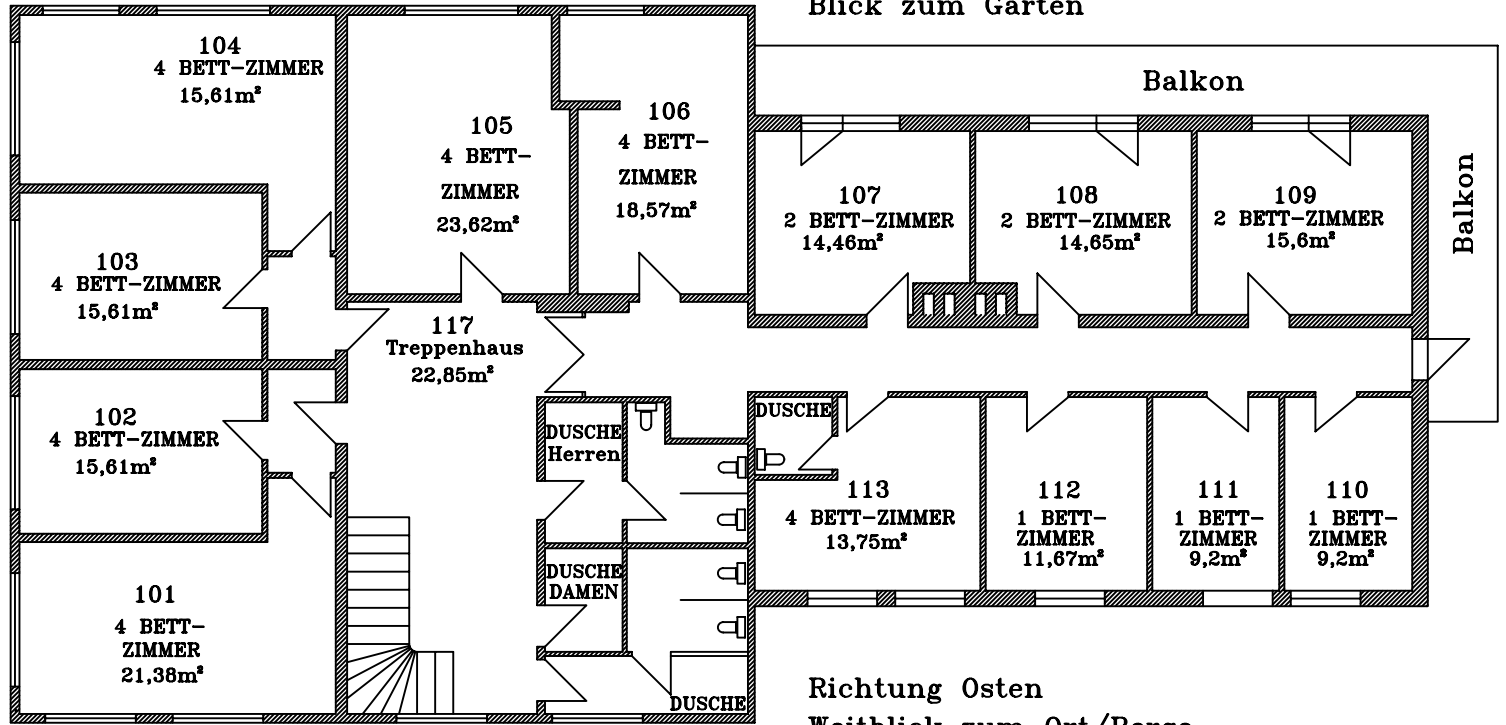 Blick zum Garten
Balkon
Balkon
104
4 BETT-ZIMMER
15,61m²
105
4 BETT-
ZIMMER
23,62m²
106
4 BETT-
ZIMMER
18,57m²
107
2 BETT-ZIMMER
14,46m²
108
2 BETT-ZIMMER
14,65m²
109
2 BETT-ZIMMER
15,6m²
103
4 BETT-ZIMMER
15,61m²
117
Treppenhaus
22,85m²
102
4 BETT-ZIMMER
15,61m²
DUSCHE
Herren
DUSCHE
113
4 BETT-ZIMMER
13,75m²
112
1 BETT-
ZIMMER
11,67m²
111
1 BETT-
ZIMMER
9,2m²
110
1 BETT-
ZIMMER
9,2m²
101
4 BETT-
ZIMMER
21,38m²
DUSCHE
DAMEN
DUSCHE
Richtung Osten
Weitblick zum Ort/Berge